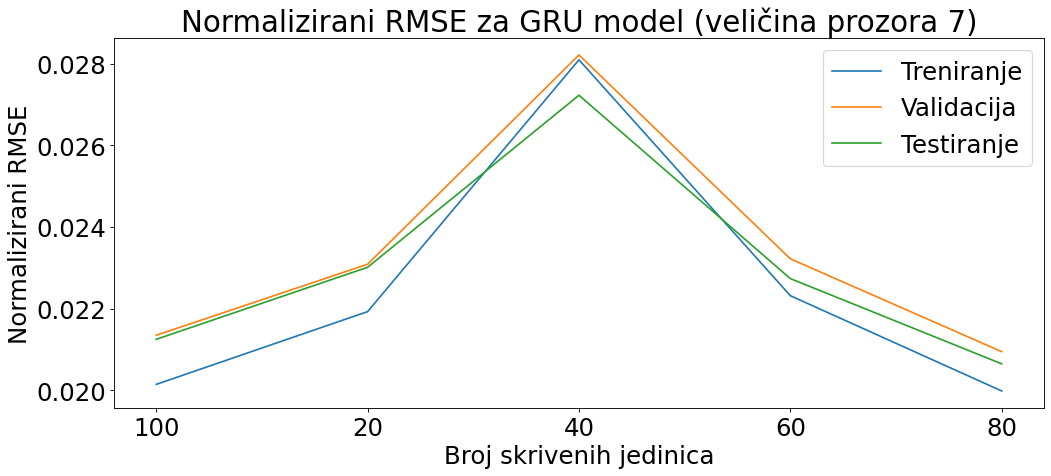 Normalizirani RMSE za GRU model (veličina prozora 7)
Normalizirani RMSE
0.028
0.026
0.024
0.022
0.020
Treniranje
Validacija
Testiranje
100 20 40 60 80
Broj skrivenih jedinica